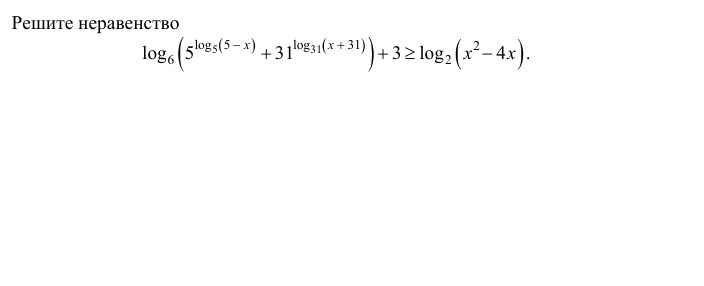 Решите неравенство
log₆(5^{log₅(5 − x)} + 31^{log₃₁(x + 31)}) + 3 ≥ log₂(x² − 4x).